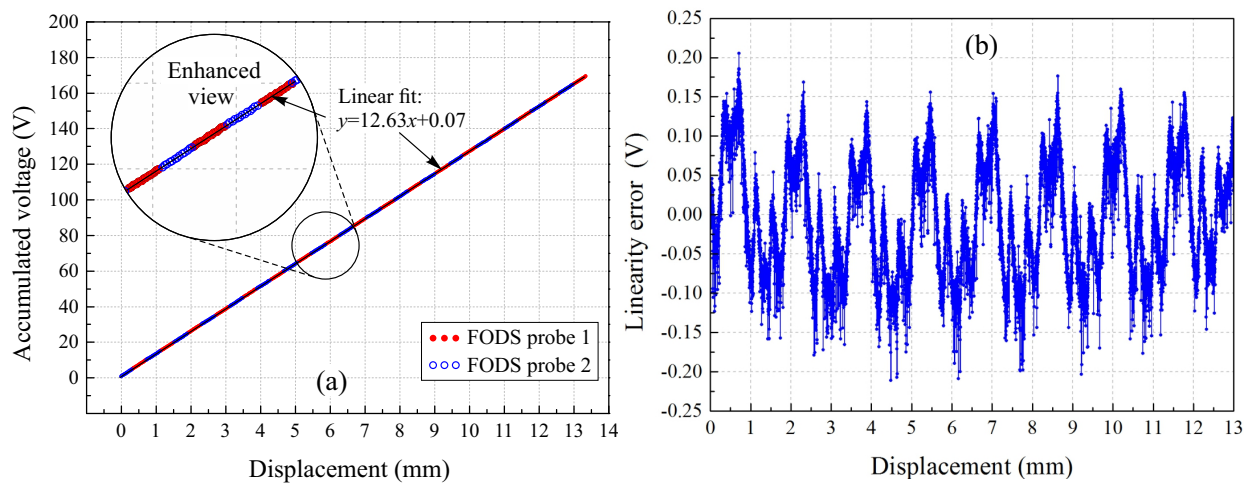 200
180
160
140
120
100
80
60
40
20
0
Accumulated voltage (V)
Enhanced
view
Linear fit:
y=12.63x+0.07
FODS probe 1
FODS probe 2
(a)
0 1 2 3 4 5 6 7 8 9 10 11 12 13 14
Displacement (mm)
0.25
0.20
0.15
0.10
0.05
0.00
-0.05
-0.10
-0.15
-0.20
-0.25
Linearity error (V)
(b)
0 1 2 3 4 5 6 7 8 9 10 11 12 13
Displacement (mm)